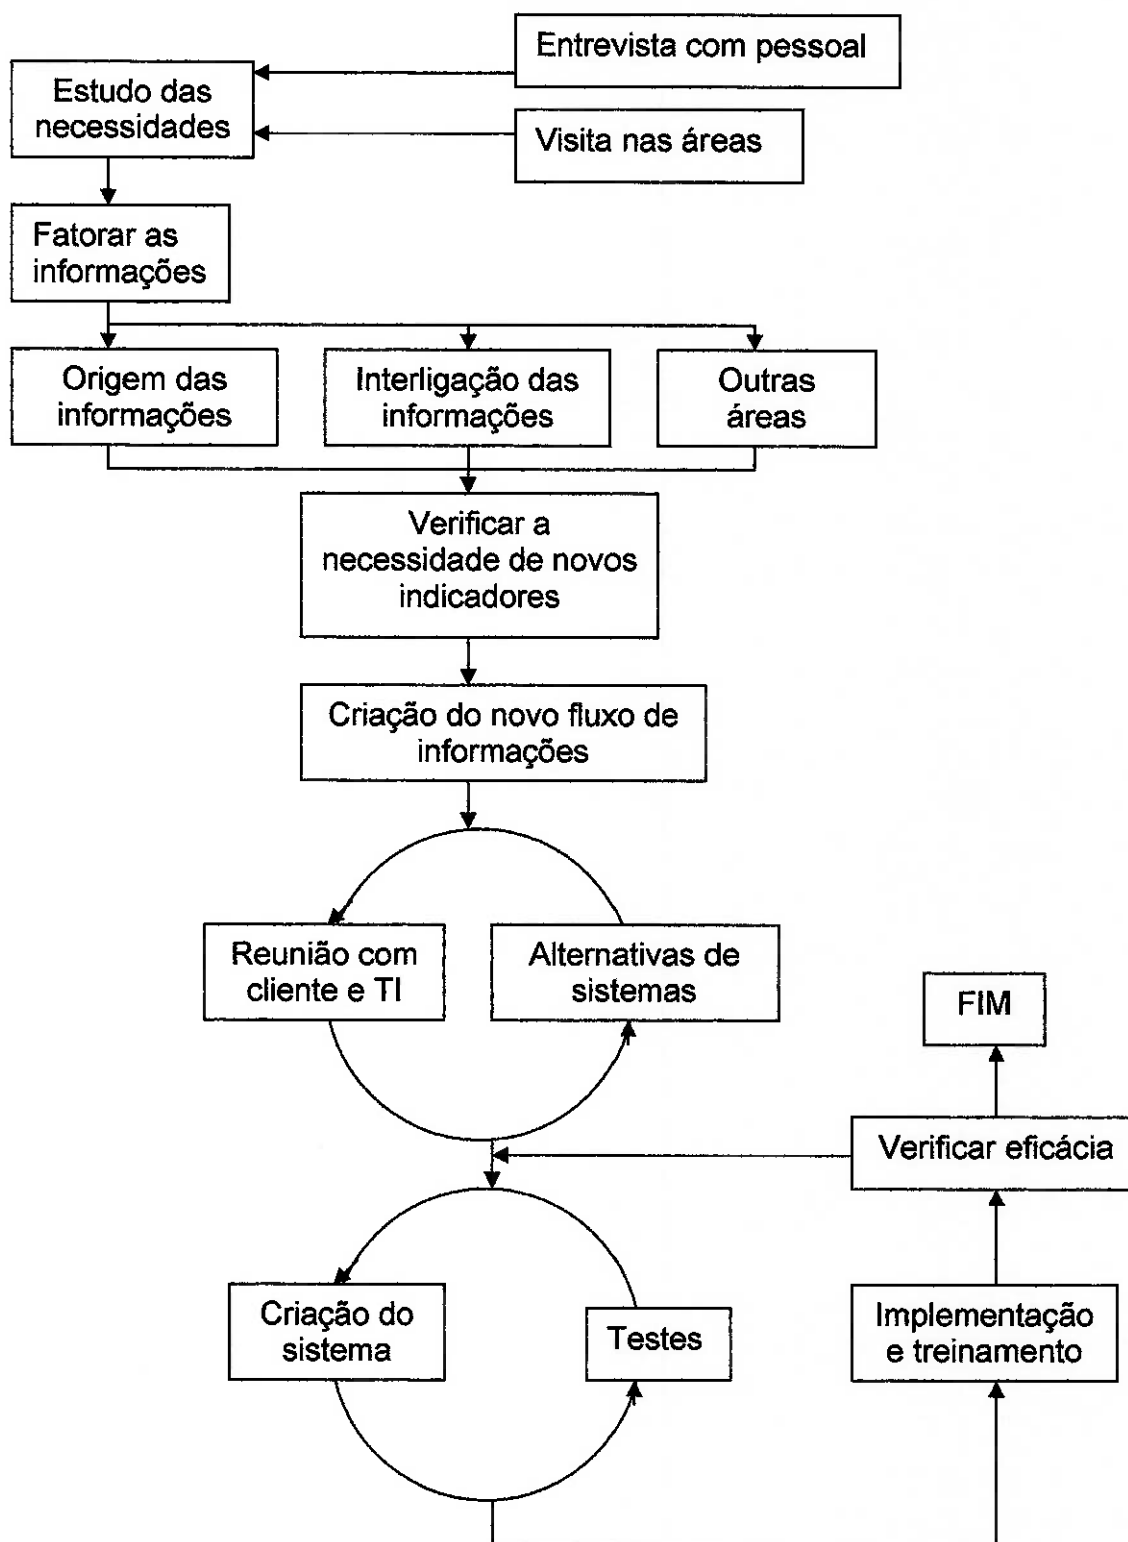 Entrevista com pessoal
Estudo das
necessidades
Visita nas áreas
Fatorar as
informações
Origem das
informações
Interligação das
informações
Outras
áreas
Verificar a
necessidade de novos
indicadores
Criação do novo fluxo de
informações
Reunião com
cliente e TI
Alternativas de
sistemas
FIM
Verificar eficácia
Criação do
sistema
Testes
Implementação
e treinamento